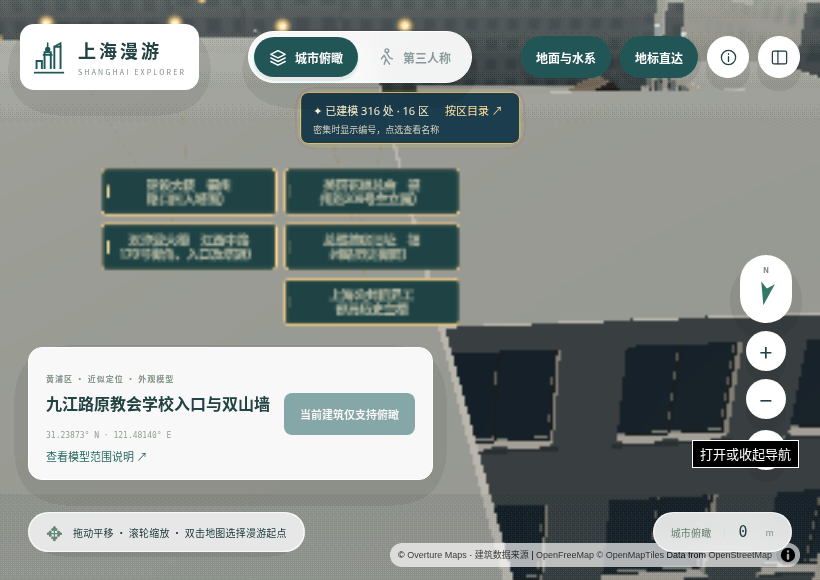 上海漫游
SHANGHAI EXPLORER
城市俯瞰
第三人称
地面与水系
地标直达
✦ 已建模 316 处 · 16 区 按区目录 ↗
密集时显示编号，点选查看名称
N
+
−
黄浦区 · 近似定位 · 外观模型
九江路原教会学校入口与双山墙
当前建筑仅支持俯瞰
31.23873° N · 121.48140° E
查看模型范围说明 ↗
打开或收起导航
拖动平移 · 滚轮缩放 · 双击地图选择漫游起点
城市俯瞰 0 m
© Overture Maps · 建筑数据来源 | OpenFreeMap © OpenMapTiles Data from OpenStreetMap